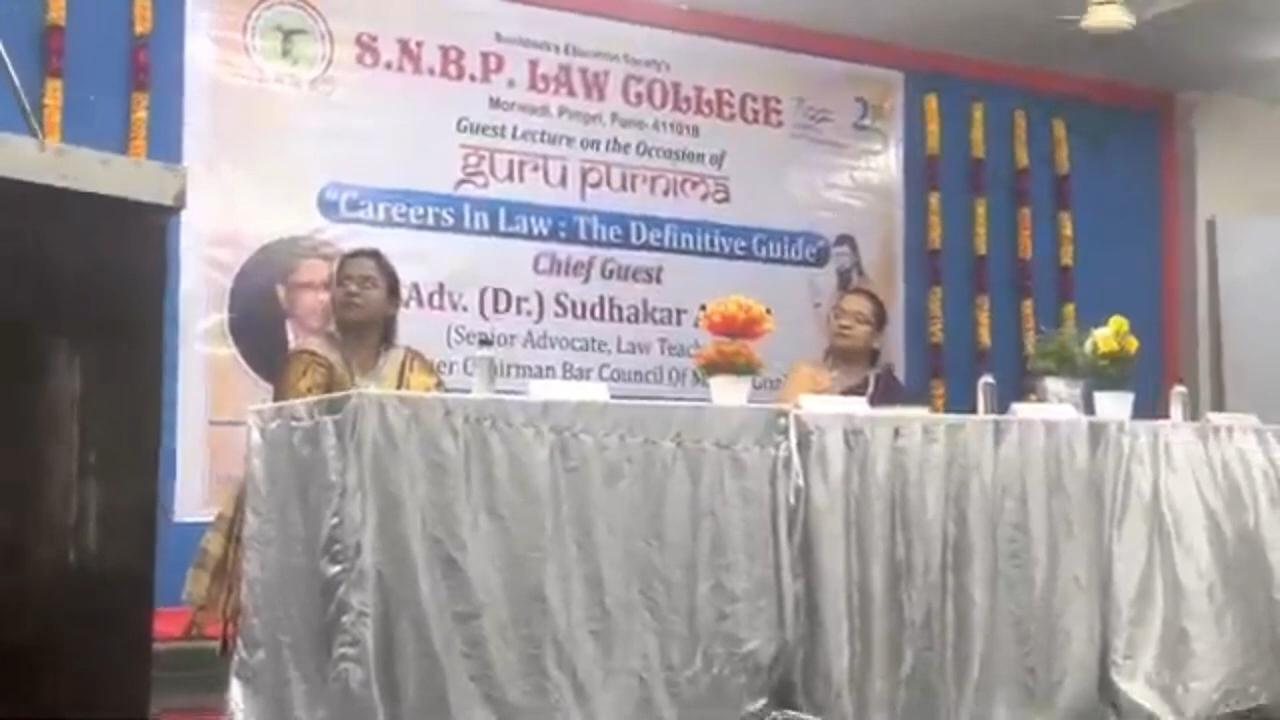 S.N.B.P. LAW COLLEGE
Morwadi, Pimpri, Pune- 411018
Guest Lecture on the Occasion of
guru purnima
"Careers In Law : The Definitive Guide"
Chief Guest
Adv. (Dr.) Sudhakar
(Senior Advocate, Law
Bar Council Of